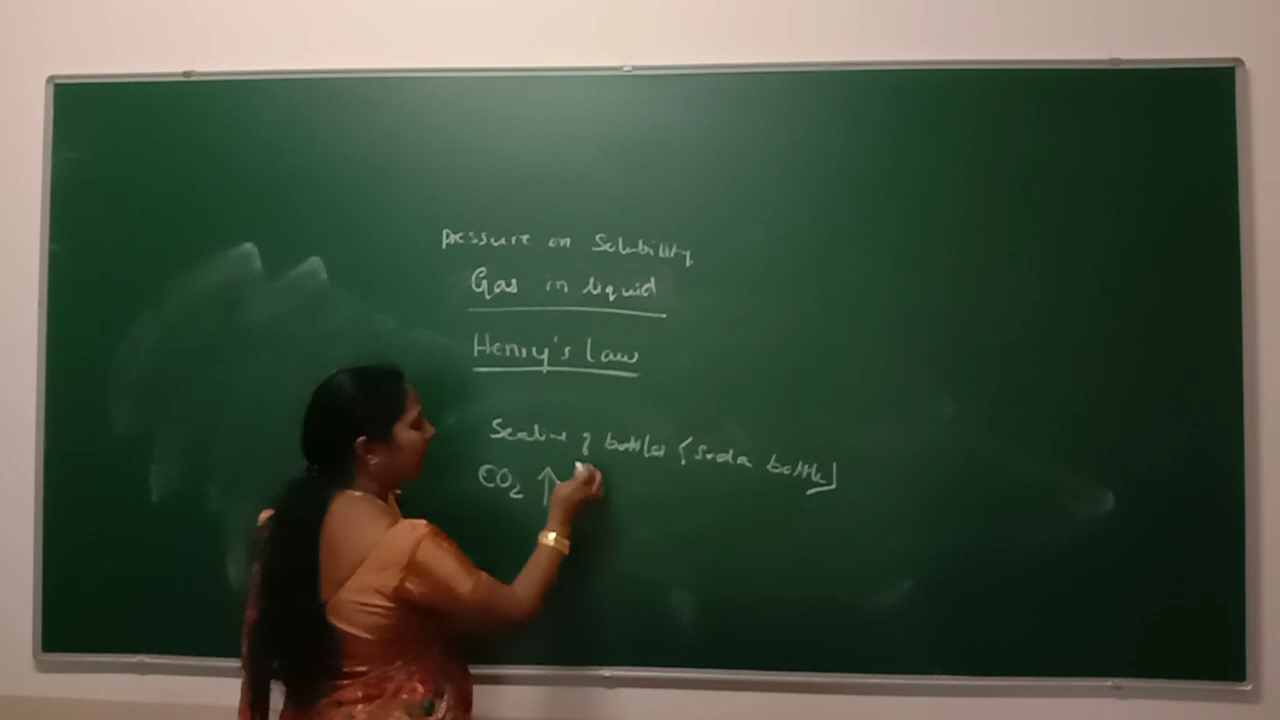 Pressure on Solubility
Gas in liquid
Henry's law
Sealing of bottles {Soda bottle}
CO₂ ↑